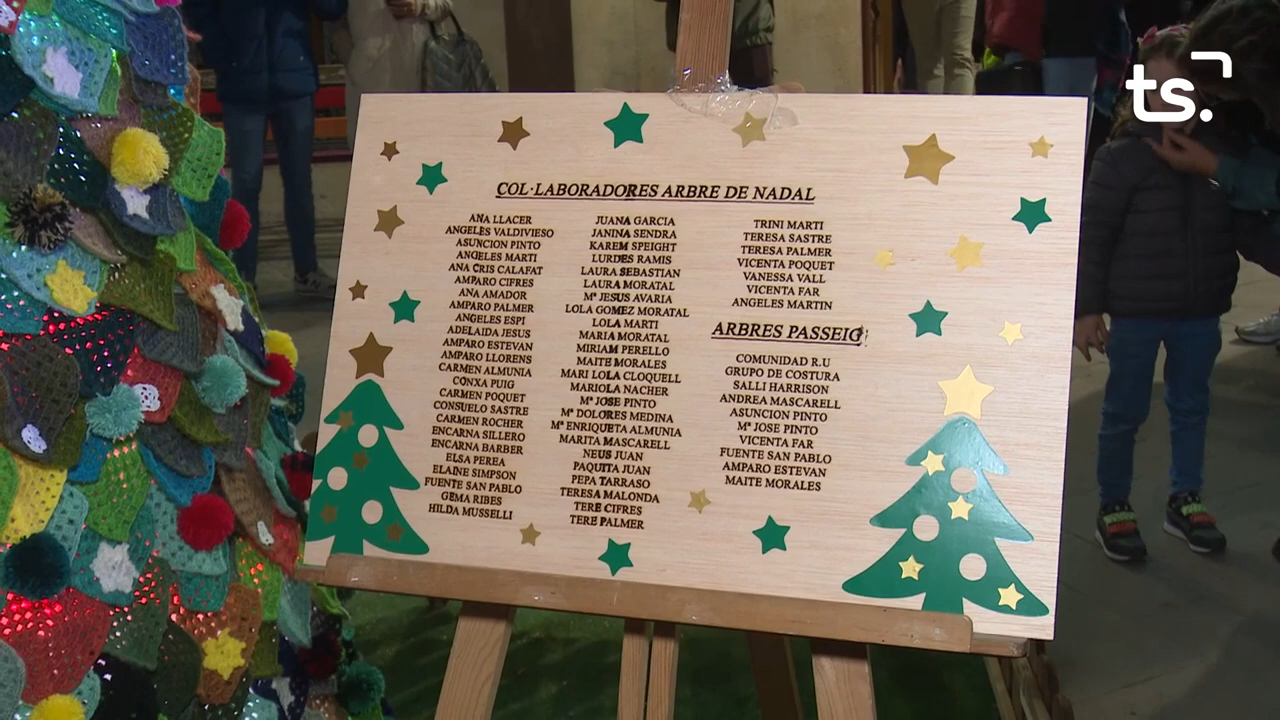 ts.
COL·LABORADORES ARBRE DE NADAL
ANA LLACER
ANGELES VALDIVIESO
ASUNCION PINTO
ANGELES MARTI
ANA CRIS CALAFAT
AMPARO CIFRES
ANA AMADOR
AMPARO PALMER
ANGELES ESPI
ADELAIDA JESUS
AMPARO ESTEVAN
AMPARO LLORENS
CARMEN ALMUNIA
CONXA PUIG
CARMEN POQUET
CONSUELO SASTRE
CARMEN ROCHER
ENCARNA SILLERO
ENCARNA BARBER
ELSA PEREA
ELAINE SIMPSON
FUENTE SAN PABLO
GEMA RIBES
HILDA MUSSELLI
JUANA GARCIA
JANINA SENDRA
KAREM SPEIGHT
LURDES RAMIS
LAURA SEBASTIAN
LAURA MORATAL
Mª JESUS AVARIA
LOLA GOMEZ MORATAL
LOLA MARTI
MARIA MORATAL
MIRIAM PERELLO
MAITE MORALES
MARI LOLA CLOQUELL
MARIOLA NACHER
Mª JOSE PINTO
Mª DOLORES MEDINA
Mª ENRIQUETA ALMUNIA
MARITA MASCARELL
NEUS JUAN
PAQUITA JUAN
PEPA TARRASO
TERESA MALONDA
TERE CIFRES
TERE PALMER
TRINI MARTI
TERESA SASTRE
TERESA PALMER
VICENTA POQUET
VANESSA VALL
VICENTA FAR
ANGELES MARTIN
ARBRES PASSEIG
COMUNIDAD R.U
GRUPO DE COSTURA
SALLI HARRISON
ANDREA MASCARELL
ASUNCION PINTO
Mª JOSE PINTO
VICENTA FAR
FUENTE SAN PABLO
AMPARO ESTEVAN
MAITE MORALES